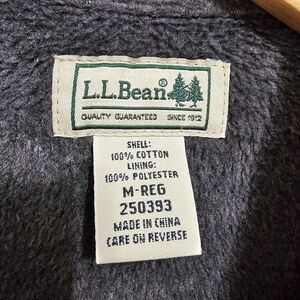 L.L.Bean®
QUALITY GUARANTEED SINCE 1912
SHELL:
100% COTTON
LINING:
100% POLYESTER
M-REG
250393
MADE IN CHINA
CARE ON REVERSE